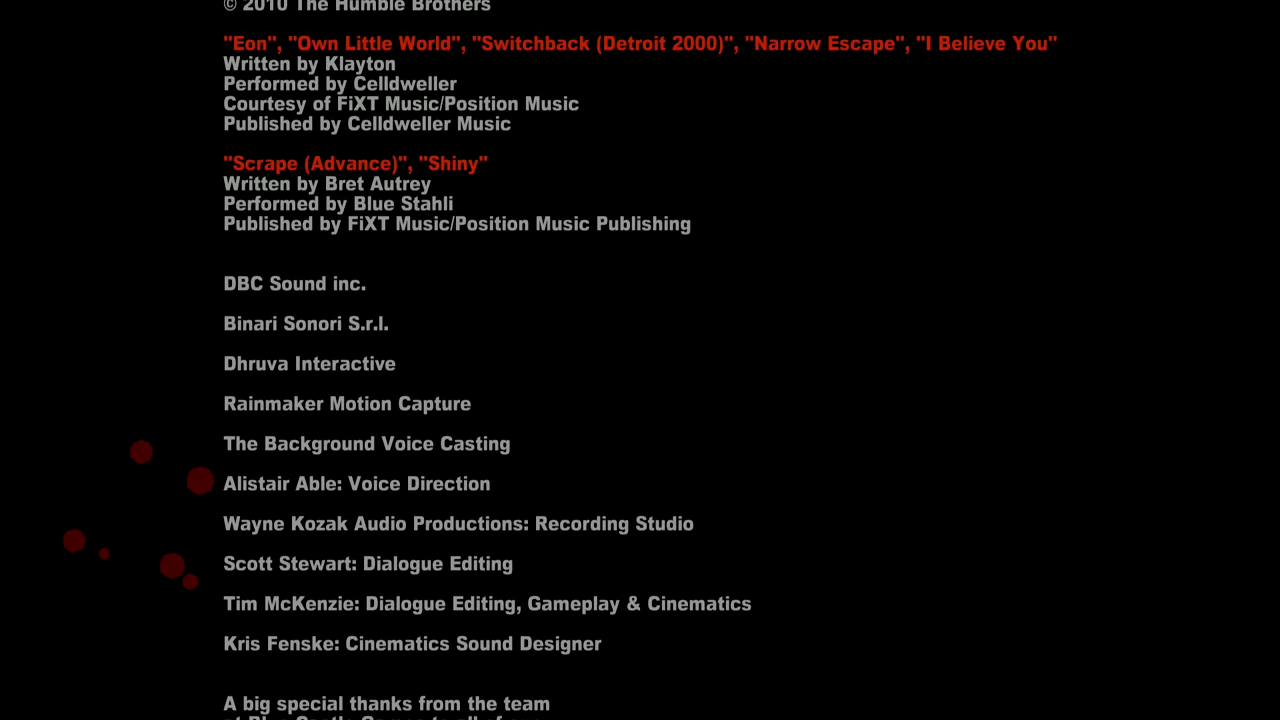 © 2010 The Humble Brothers
"Eon", "Own Little World", "Switchback (Detroit 2000)", "Narrow Escape", "I Believe You"
Written by Klayton
Performed by Celldweller
Courtesy of FiXT Music/Position Music
Published by Celldweller Music
"Scrape (Advance)", "Shiny"
Written by Bret Autrey
Performed by Blue Stahli
Published by FiXT Music/Position Music Publishing
DBC Sound inc.
Binari Sonori S.r.l.
Dhruva Interactive
Rainmaker Motion Capture
The Background Voice Casting
Alistair Able: Voice Direction
Wayne Kozak Audio Productions: Recording Studio
Scott Stewart: Dialogue Editing
Tim McKenzie: Dialogue Editing, Gameplay & Cinematics
Kris Fenske: Cinematics Sound Designer
A big special thanks from the team